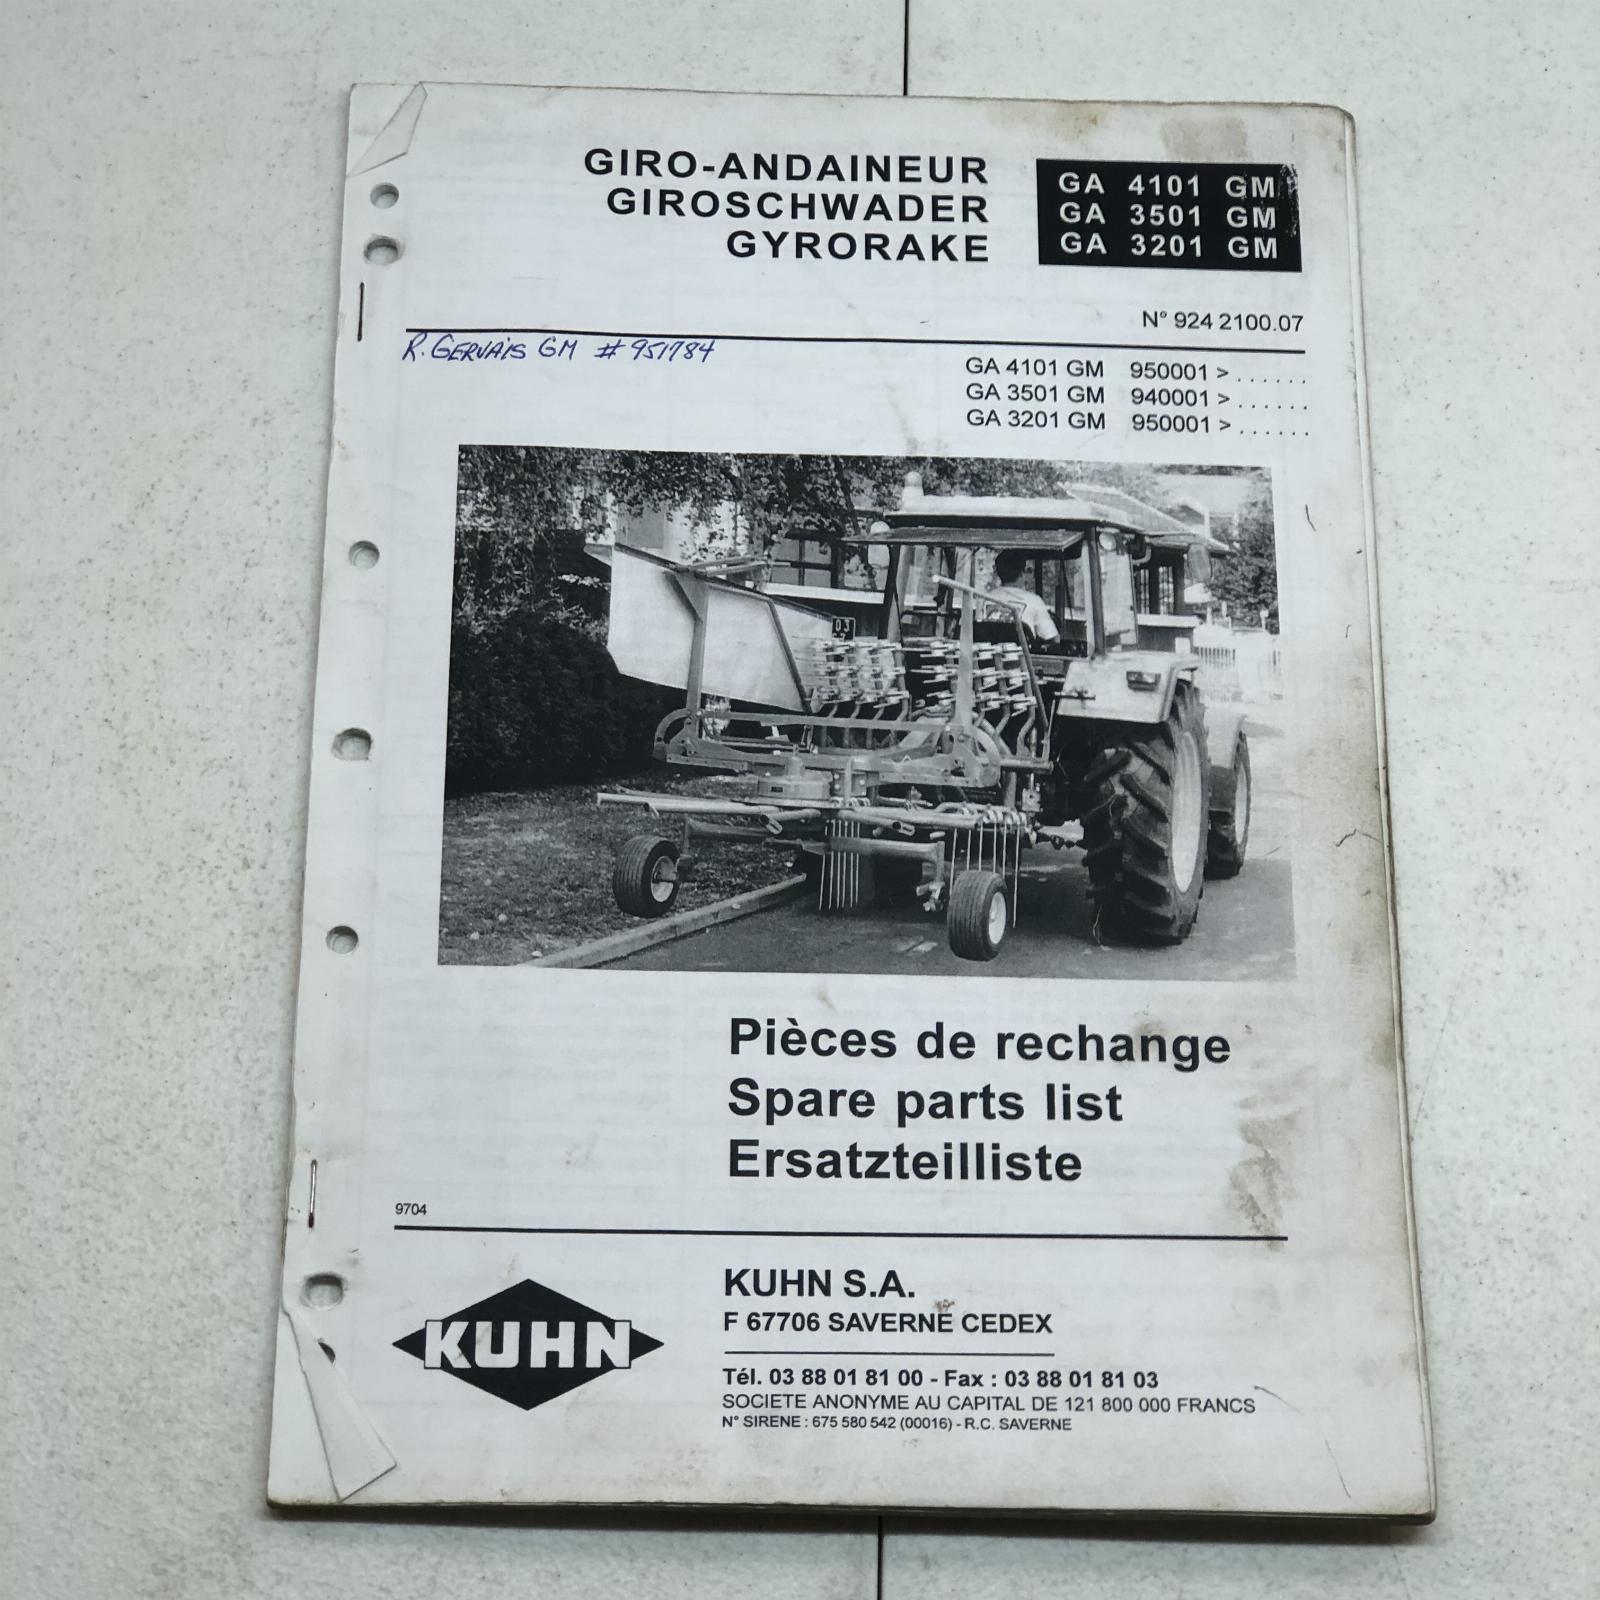 GIRO-ANDAINEUR
GIROSCHWADER
GYRORAKE
GA 4101 GM
GA 3501 GM
GA 3201 GM
N° 924 2100.07
R. GERVAIS GM # 951784
GA 4101 GM 950001 > . . . . . .
GA 3501 GM 940001 > . . . . . .
GA 3201 GM 950001 > . . . . . .
03
Pièces de rechange
Spare parts list
Ersatzteilliste
9704
KUHN
KUHN S.A.
F 67706 SAVERNE CEDEX
Tél. 03 88 01 81 00 - Fax : 03 88 01 81 03
SOCIETE ANONYME AU CAPITAL DE 121 800 000 FRANCS
N° SIRENE : 675 580 542 (00016) - R.C. SAVERNE